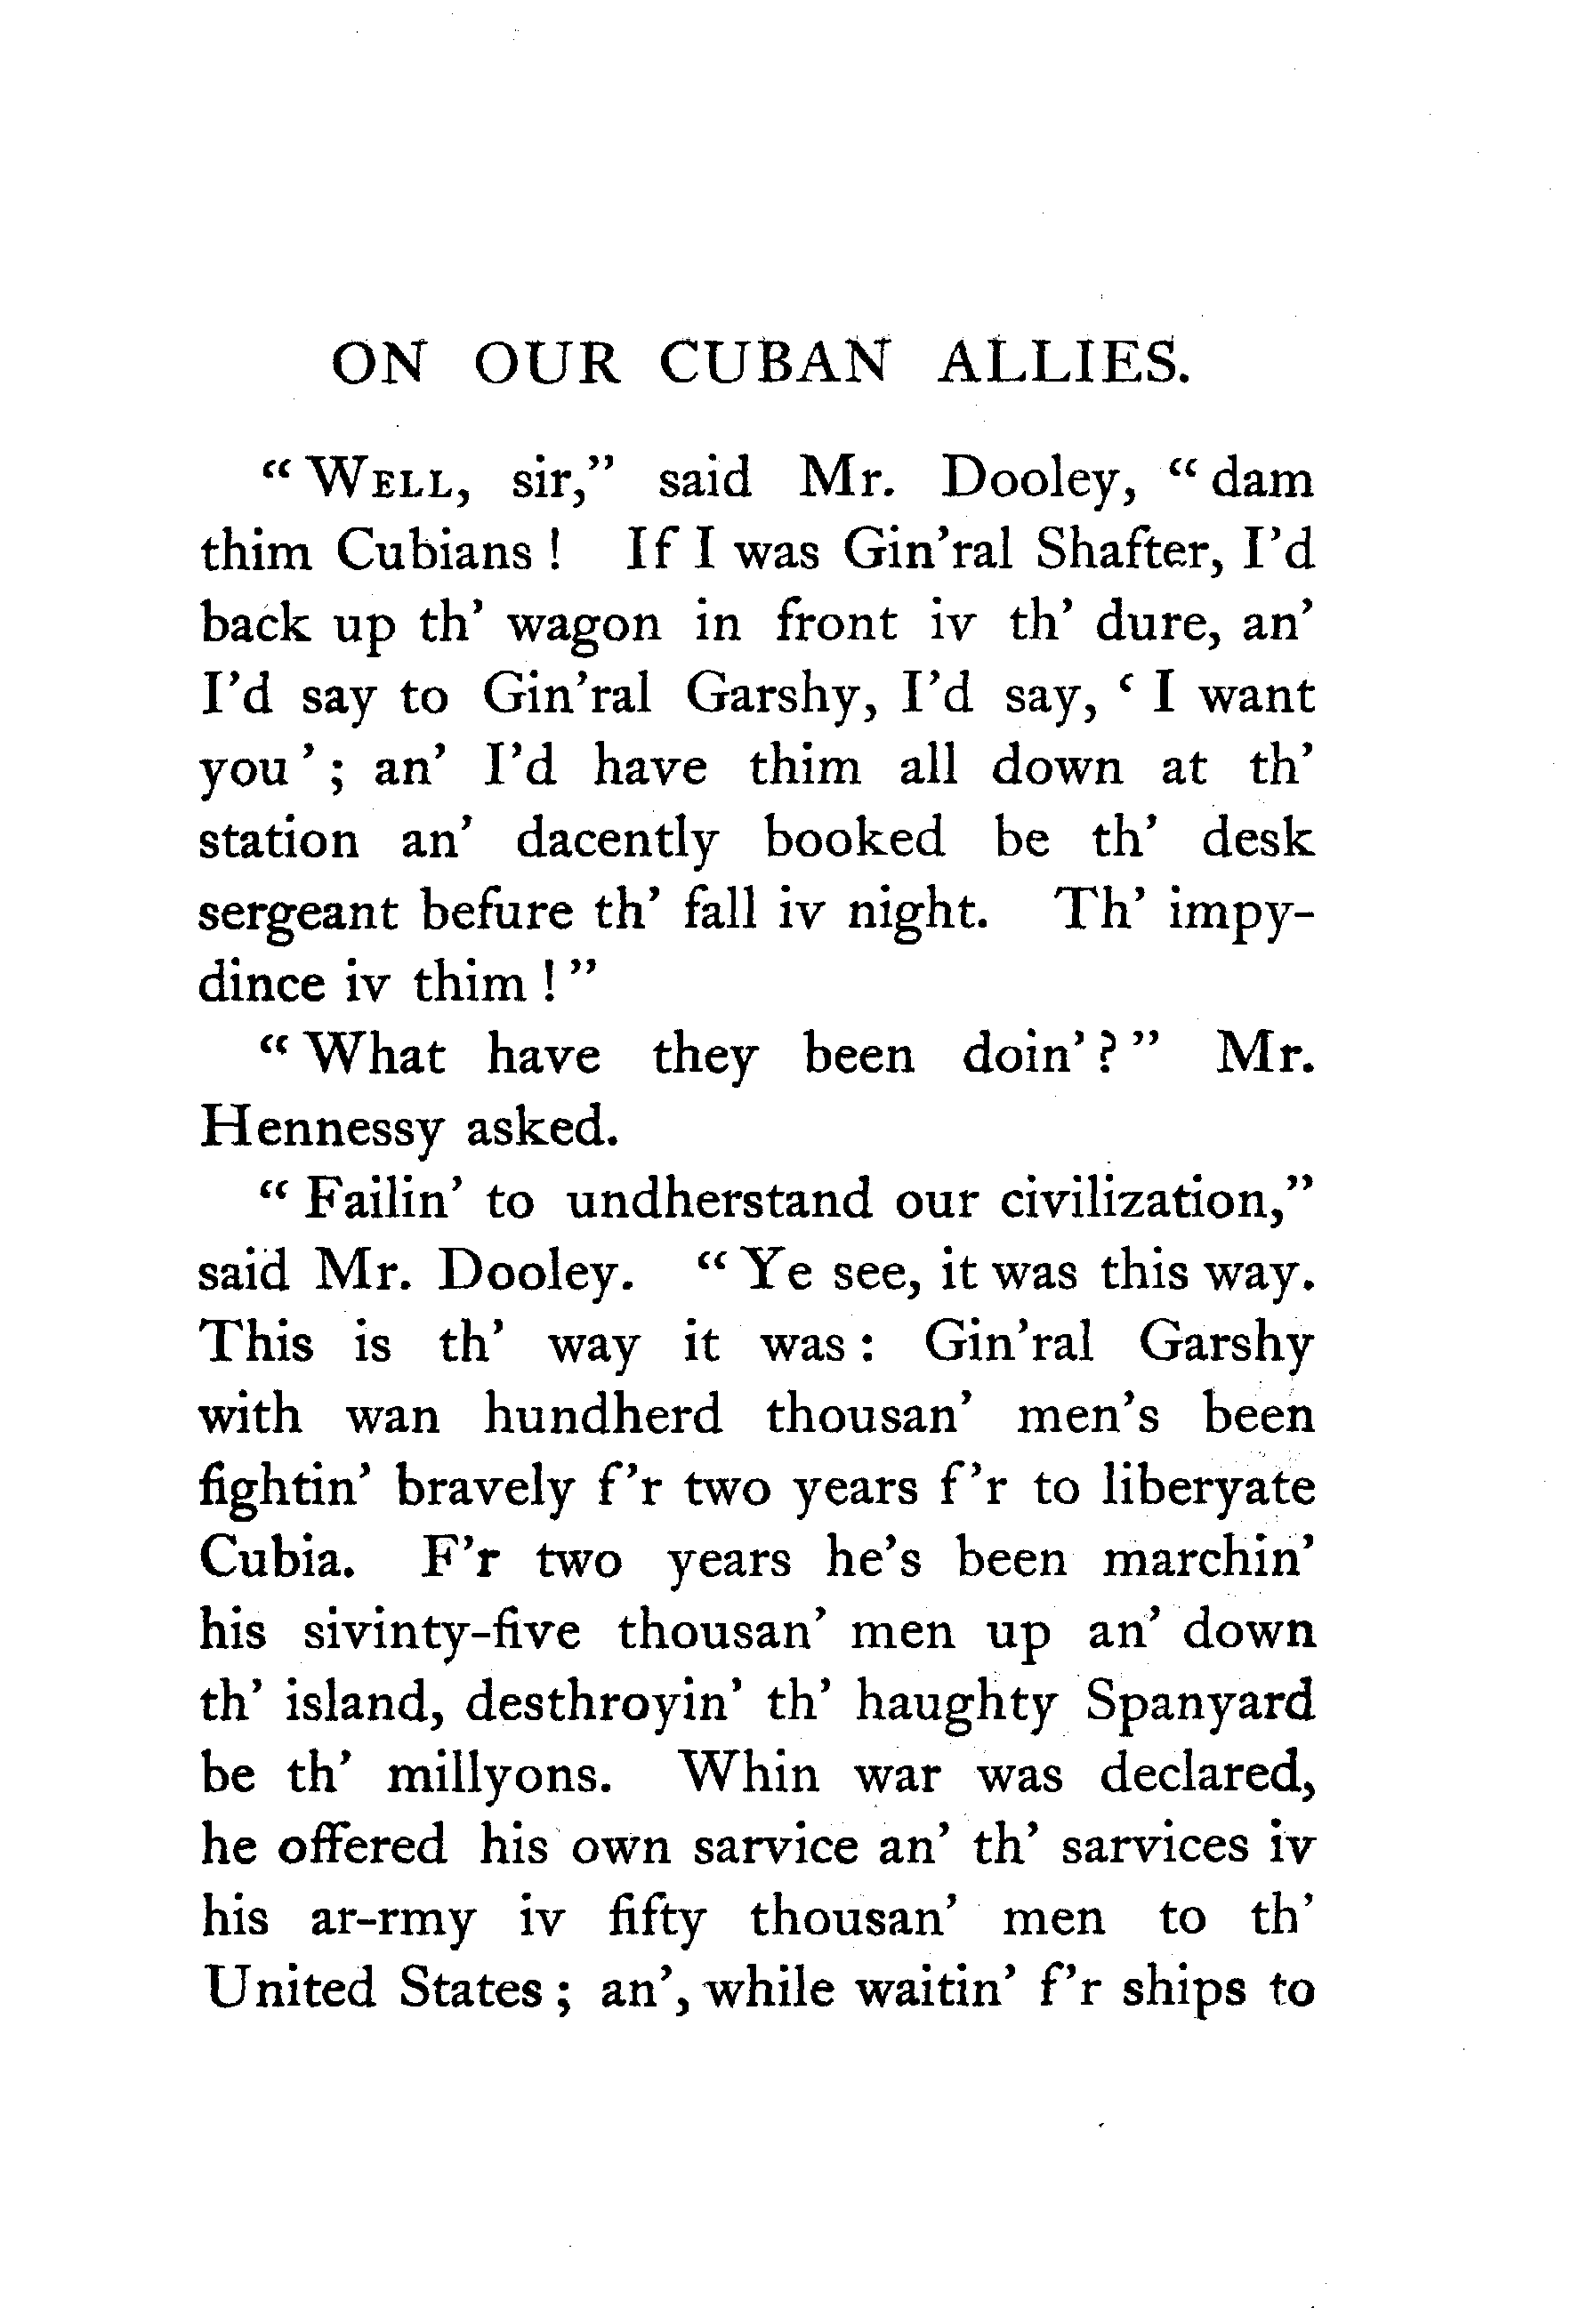 ON OUR CUBAN ALLIES.
“ WELL, sir,” said Mr. Dooley, “ dam
thim Cubians ! If I was Gin’ral Shafter, I’d
back up th’ wagon in front iv th’ dure, an’
I’d say to Gin’ral Garshy, I’d say, ‘ I want
you ’ ; an’ I’d have thim all down at th’
station an’ dacently booked be th’ desk
sergeant befure th’ fall iv night. Th’ impy-
dince iv thim ! ”
“ What have they been doin’ ? ” Mr.
Hennessy asked.
“ Failin’ to undherstand our civilization,”
said Mr. Dooley. “ Ye see, it was this way.
This is th’ way it was : Gin’ral Garshy
with wan hundherd thousan’ men’s been
fightin’ bravely f’r two years f’r to liberyate
Cubia. F’r two years he’s been marchin’
his sivinty-five thousan’ men up an’ down
th’ island, desthroyin’ th’ haughty Spanyard
be th’ millyons. Whin war was declared,
he offered his own sarvice an’ th’ sarvices iv
his ar-rmy iv fifty thousan’ men to th’
United States ; an’, while waitin’ f’r ships to